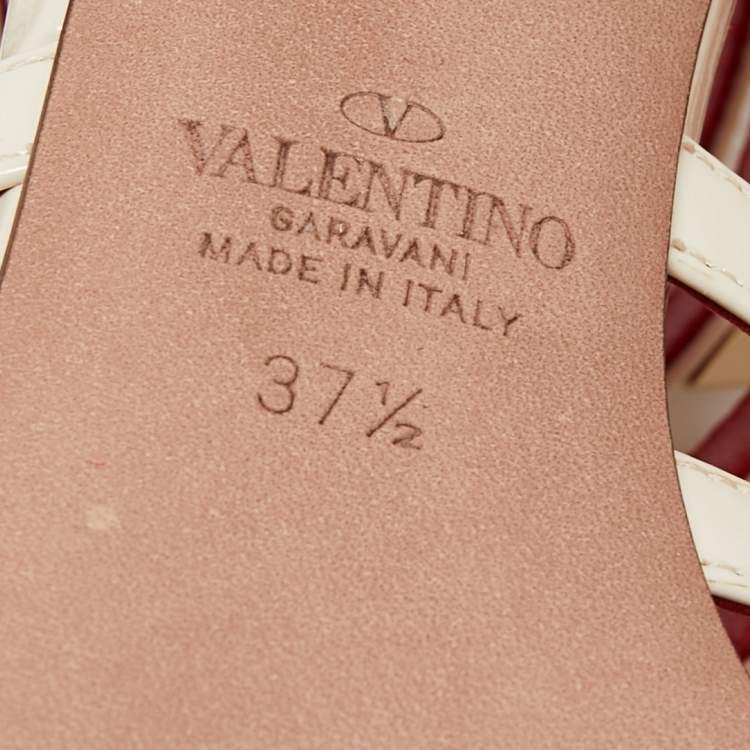 V
VALENTINO
GARAVANI
MADE IN ITALY
37½